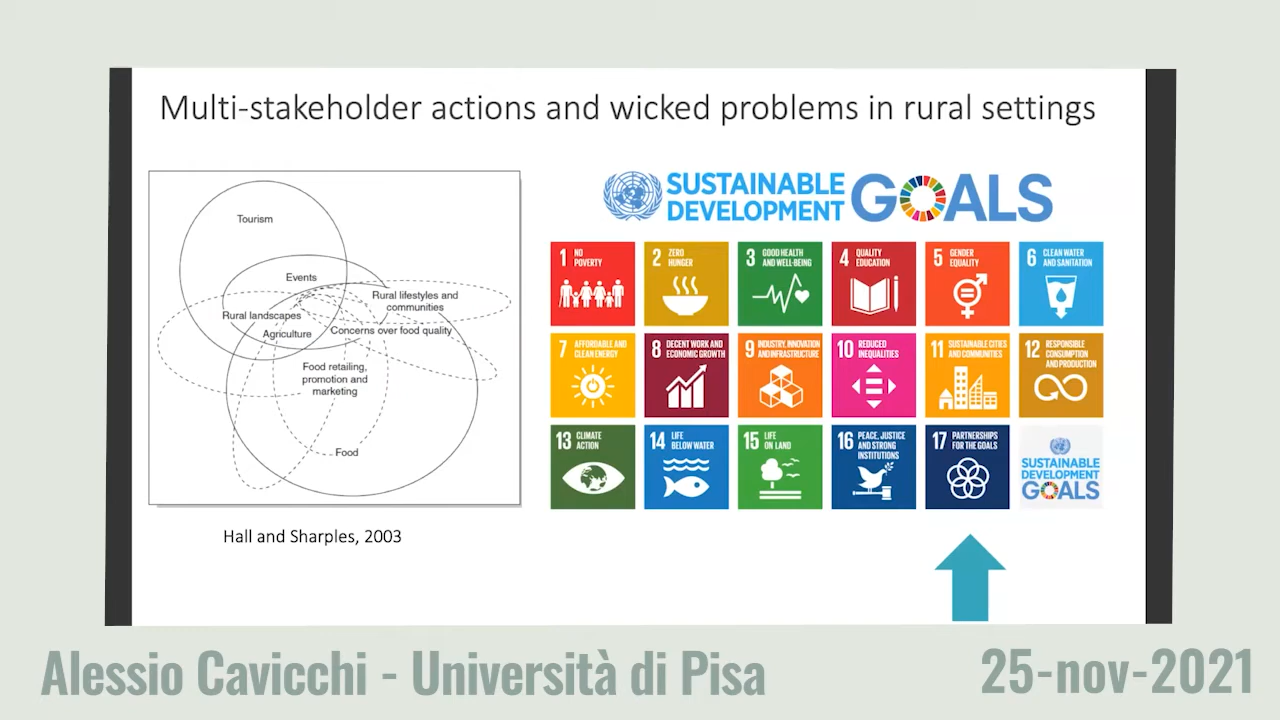 Multi-stakeholder actions and wicked problems in rural settings
Tourism
Events
Rural lifestyles and
communities
Rural landscapes
Agriculture
Concerns over food quality
Food retailing,
promotion and
marketing
Food
Hall and Sharples, 2003
SUSTAINABLE
DEVELOPMENT
GOALS
1 NO
POVERTY
2 ZERO
HUNGER
3 GOOD HEALTH
AND WELL-BEING
4 QUALITY
EDUCATION
5 GENDER
EQUALITY
6 CLEAN WATER
AND SANITATION
7 AFFORDABLE AND
CLEAN ENERGY
8 DECENT WORK AND
ECONOMIC GROWTH
9 INDUSTRY, INNOVATION
AND INFRASTRUCTURE
10 REDUCED
INEQUALITIES
11 SUSTAINABLE CITIES
AND COMMUNITIES
12 RESPONSIBLE
CONSUMPTION
AND PRODUCTION
13 CLIMATE
ACTION
14 LIFE
BELOW WATER
15 LIFE
ON LAND
16 PEACE, JUSTICE
AND STRONG
INSTITUTIONS
17 PARTNERSHIPS
FOR THE GOALS
SUSTAINABLE
DEVELOPMENT
GOALS
Alessio Cavicchi - Università di Pisa
25-nov-2021